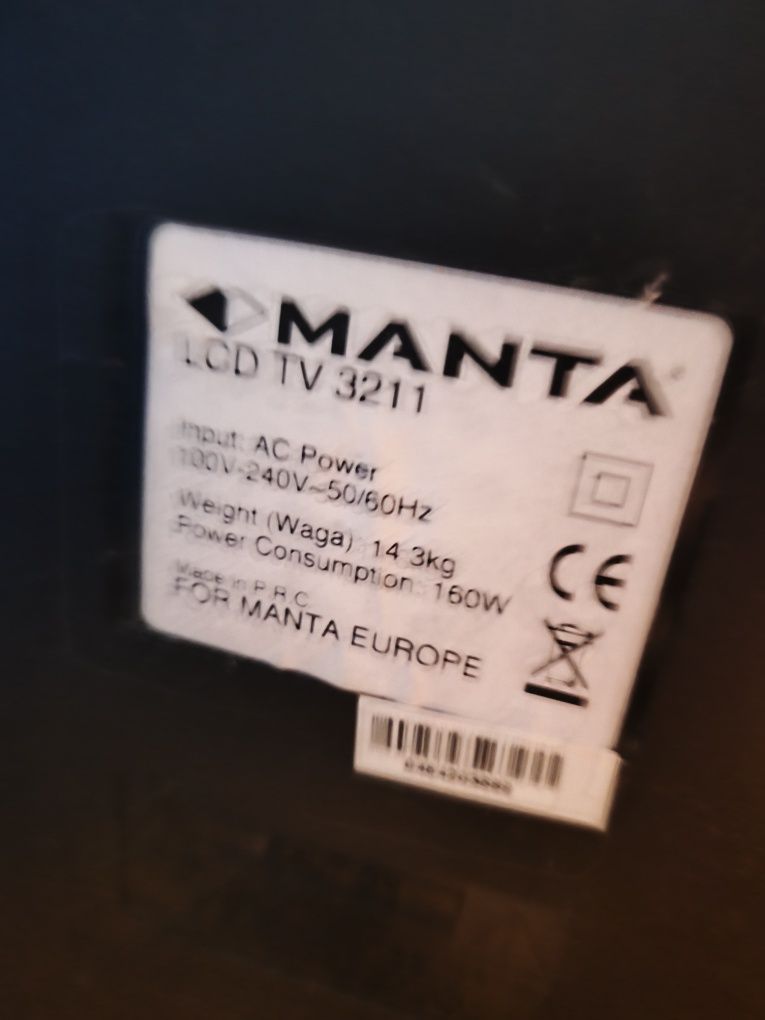 MANTA
LCD TV 3211
Input: AC Power
100V-240V~50/60Hz
Weight (Waga): 14.3kg
Power Consumption: 160W
Made in P.R.C.
FOR MANTA EUROPE
CE